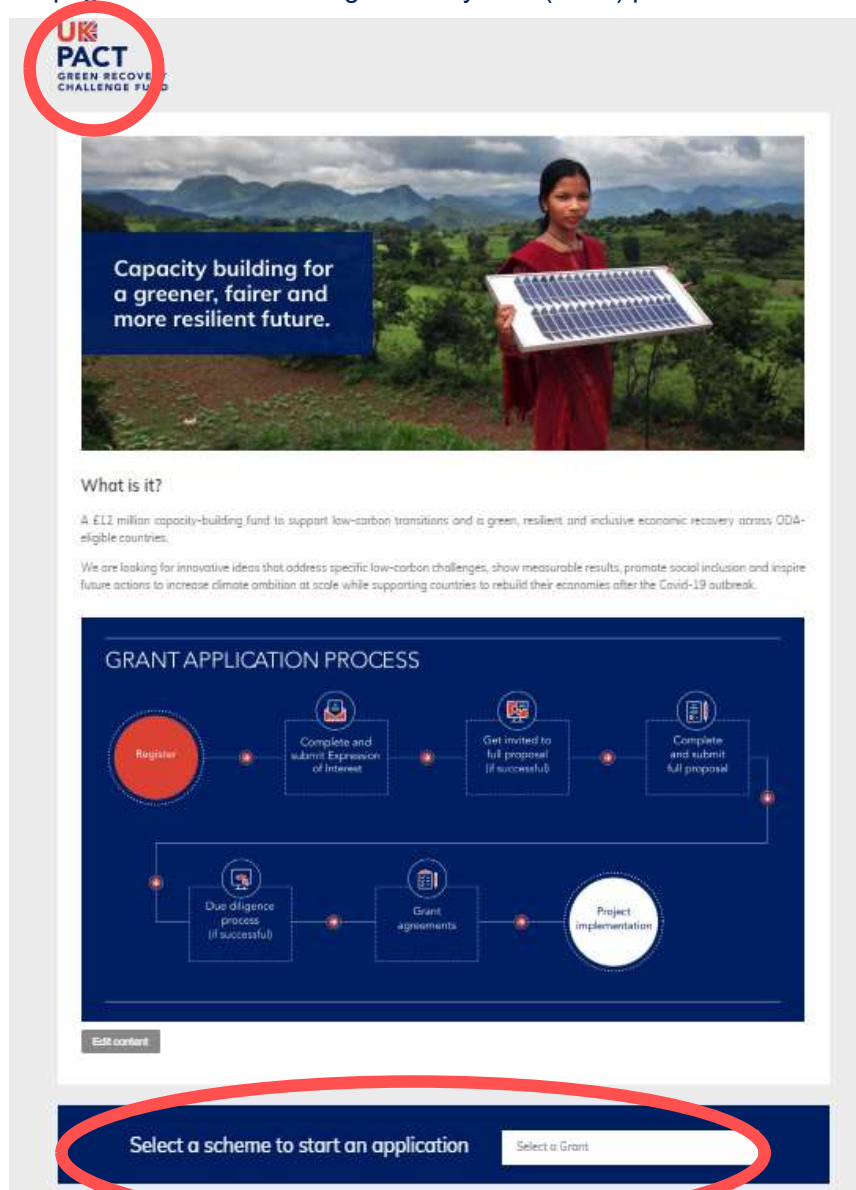 UK
PACT
GREEN RECOVERY
CHALLENGE FUND
Capacity building for
a greener, fairer and
more resilient future.
What is it?
A £12 million capacity-building fund to support low-carbon transitions and a green, resilient and inclusive economic recovery across ODA-
eligible countries.
We are looking for innovative ideas that address specific low-carbon challenges, show measurable results, promote social inclusion and inspire
future actions to increase climate ambition at scale while supporting countries to rebuild their economies after the Covid-19 outbreak.
GRANT APPLICATION PROCESS
Register
Complete and
submit Expression
of Interest
Get invited to
full proposal
(if successful)
Complete
and submit
full proposal
Due diligence
process
(if successful)
Grant
agreements
Project
implementation
Edit content
Select a scheme to start an application
Select a Grant